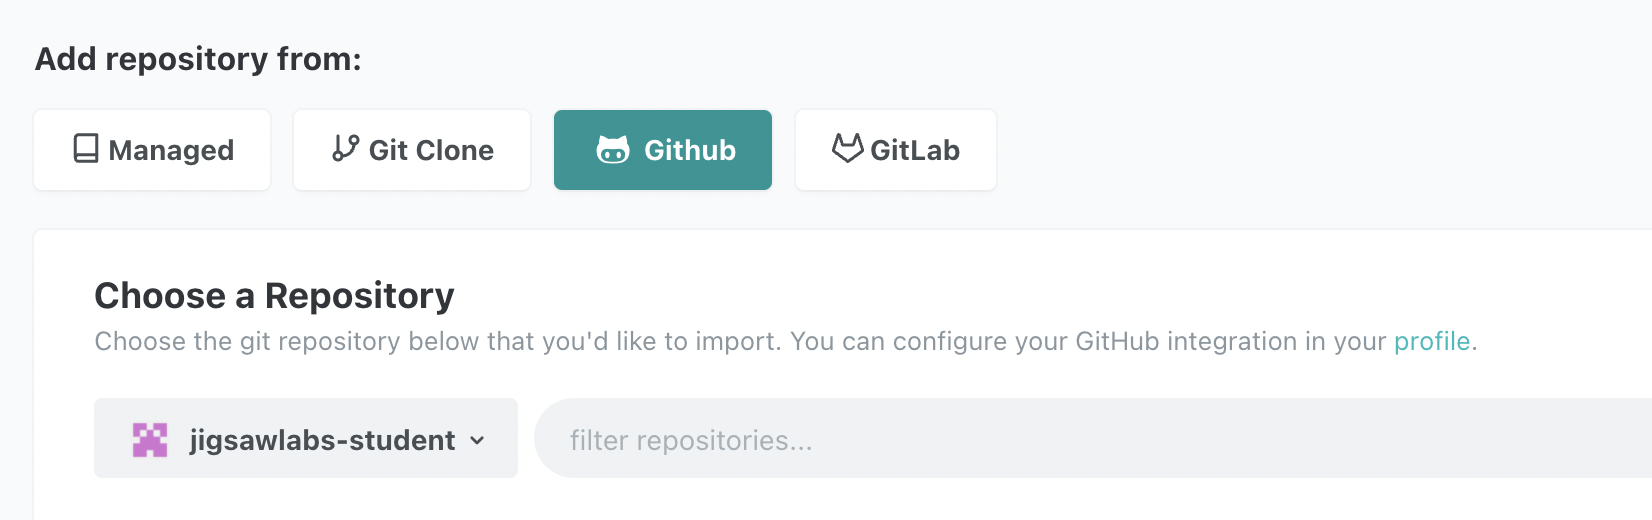 Add repository from:
Managed
Git Clone
Github
GitLab
Choose a Repository
Choose the git repository below that you'd like to import. You can configure your GitHub integration in your profile.
jigsawlabs-student
filter repositories...